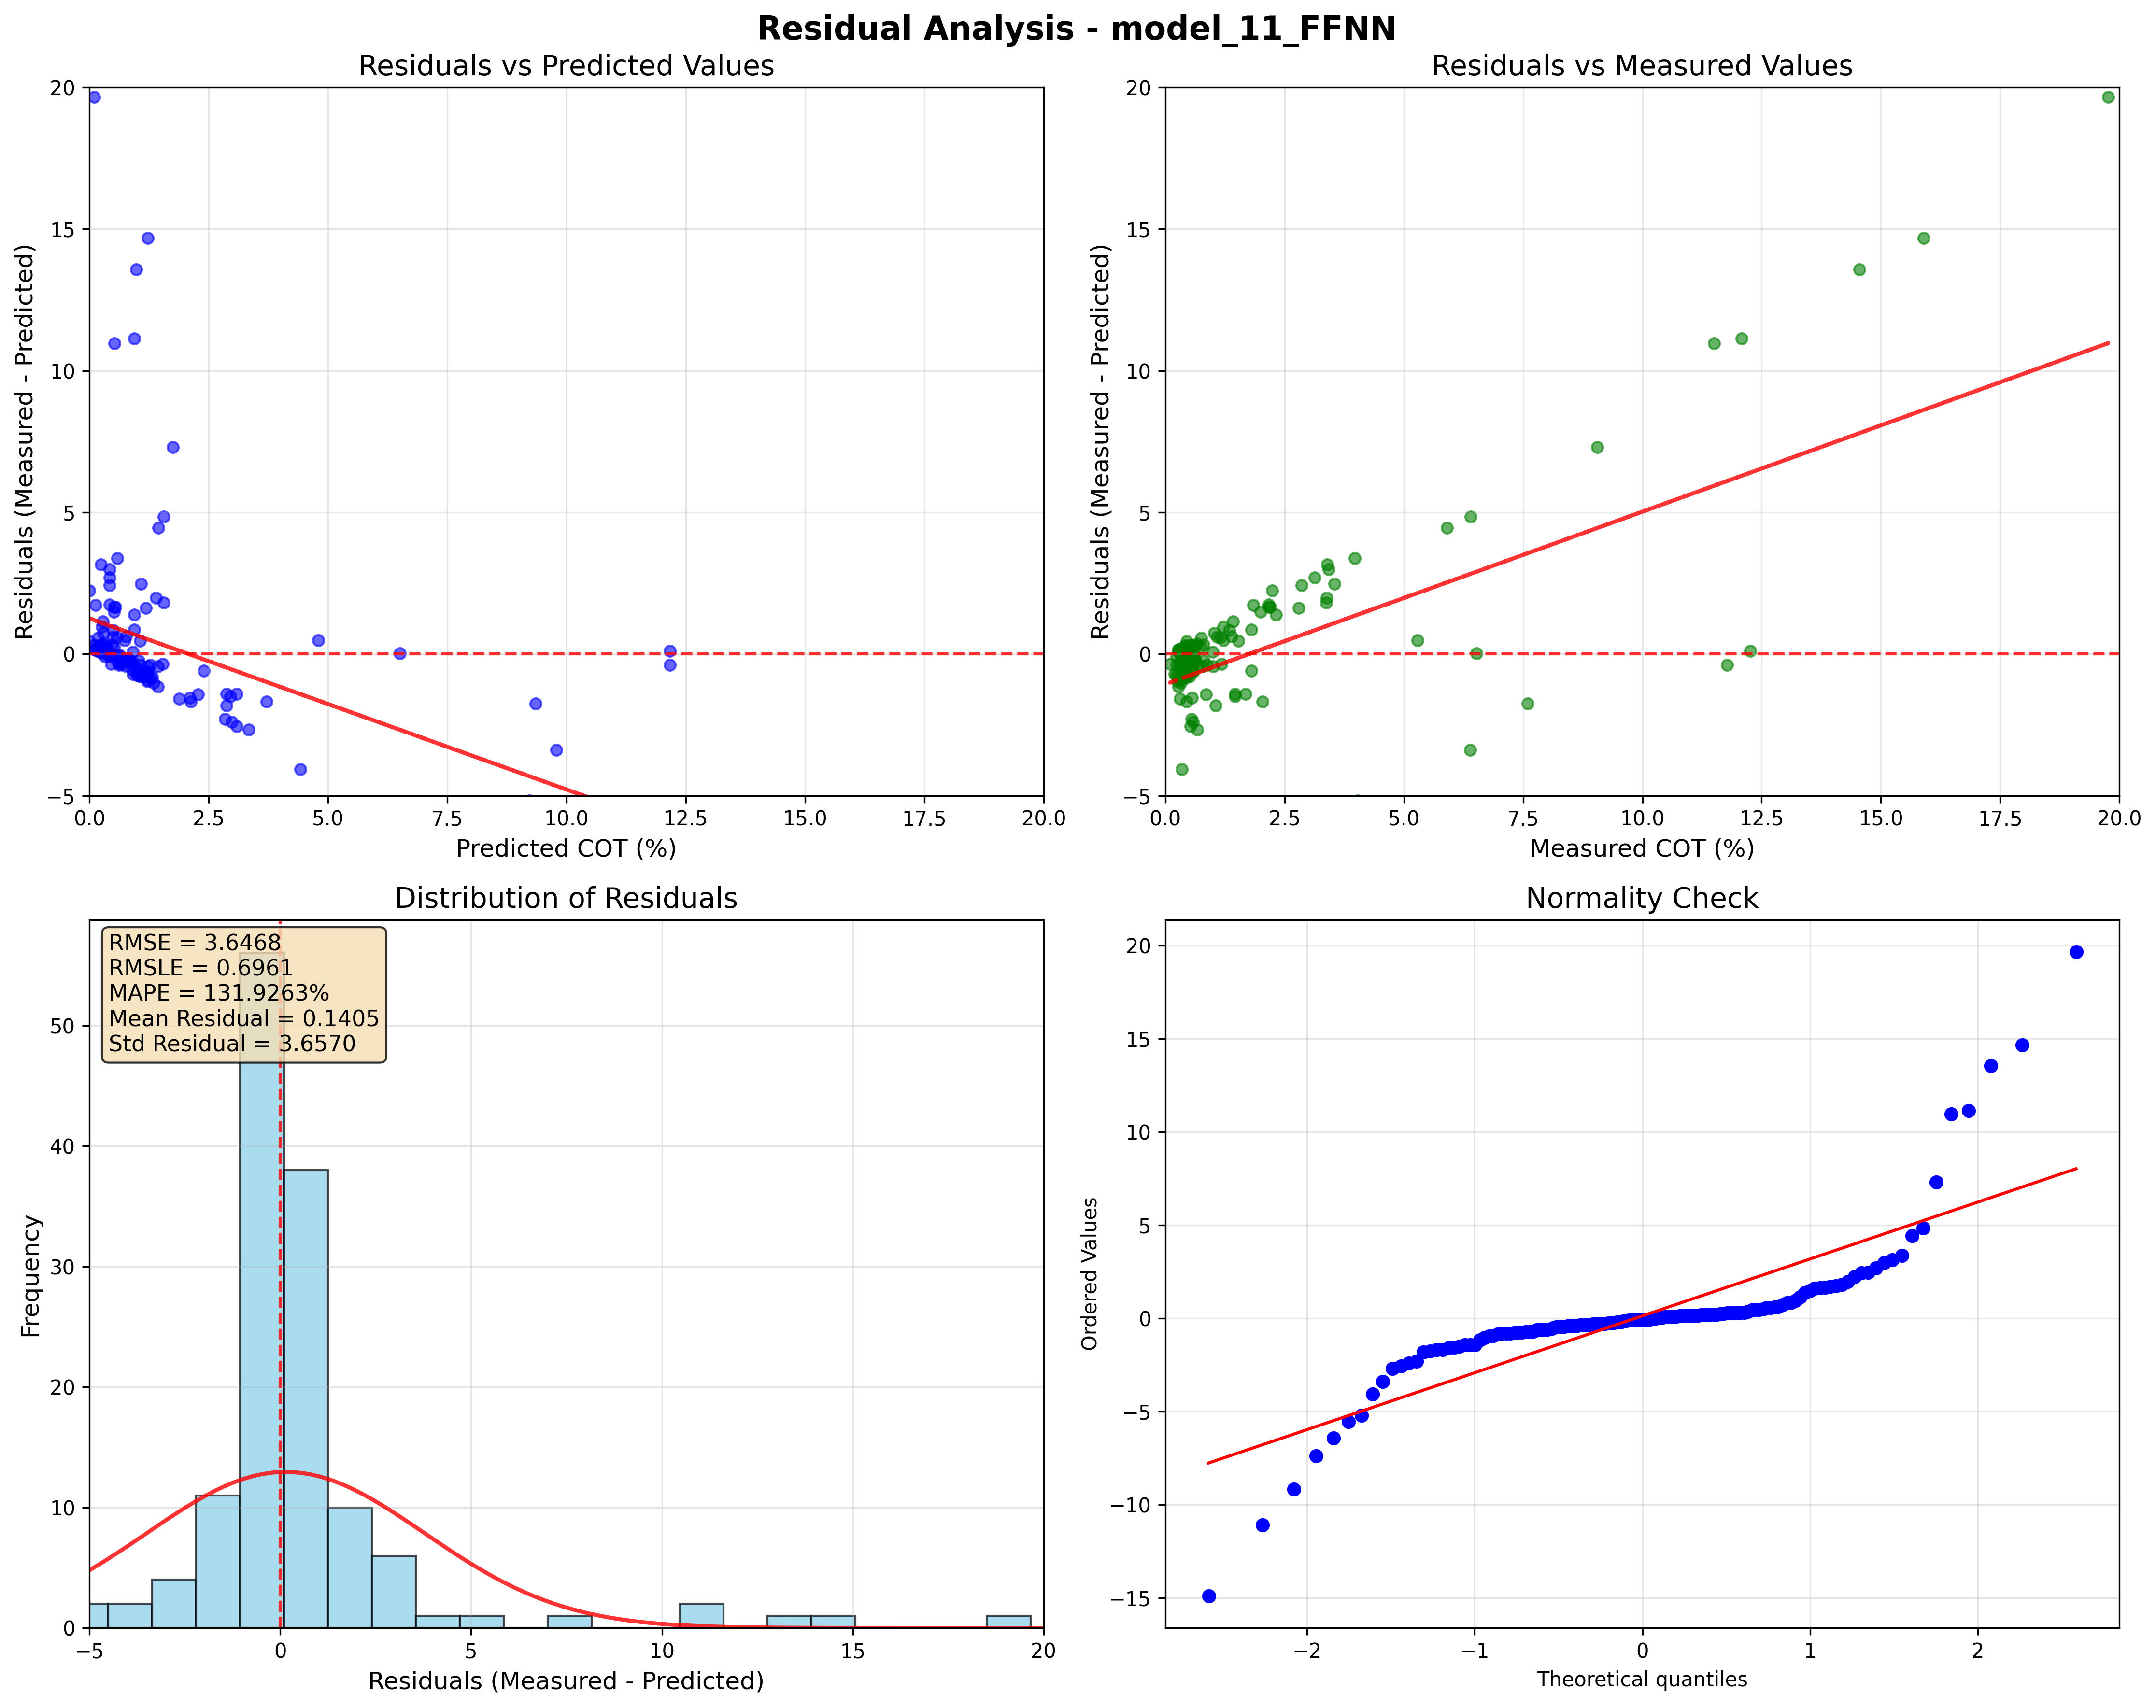 Residual Analysis - model_11_FFNN
Residuals vs Predicted Values
20
15
10
5
0
−5
Residuals (Measured - Predicted)
0.0 2.5 5.0 7.5 10.0 12.5 15.0 17.5 20.0
Predicted COT (%)
Residuals vs Measured Values
20
15
10
5
0
−5
Residuals (Measured - Predicted)
0.0 2.5 5.0 7.5 10.0 12.5 15.0 17.5 20.0
Measured COT (%)
Distribution of Residuals
RMSE = 3.6468
RMSLE = 0.6961
MAPE = 131.9263%
Mean Residual = 0.1405
Std Residual = 3.6570
50
40
30
20
10
0
Frequency
−5 0 5 10 15 20
Residuals (Measured - Predicted)
Normality Check
20
15
10
5
0
−5
−10
−15
Ordered Values
−2 −1 0 1 2
Theoretical quantiles